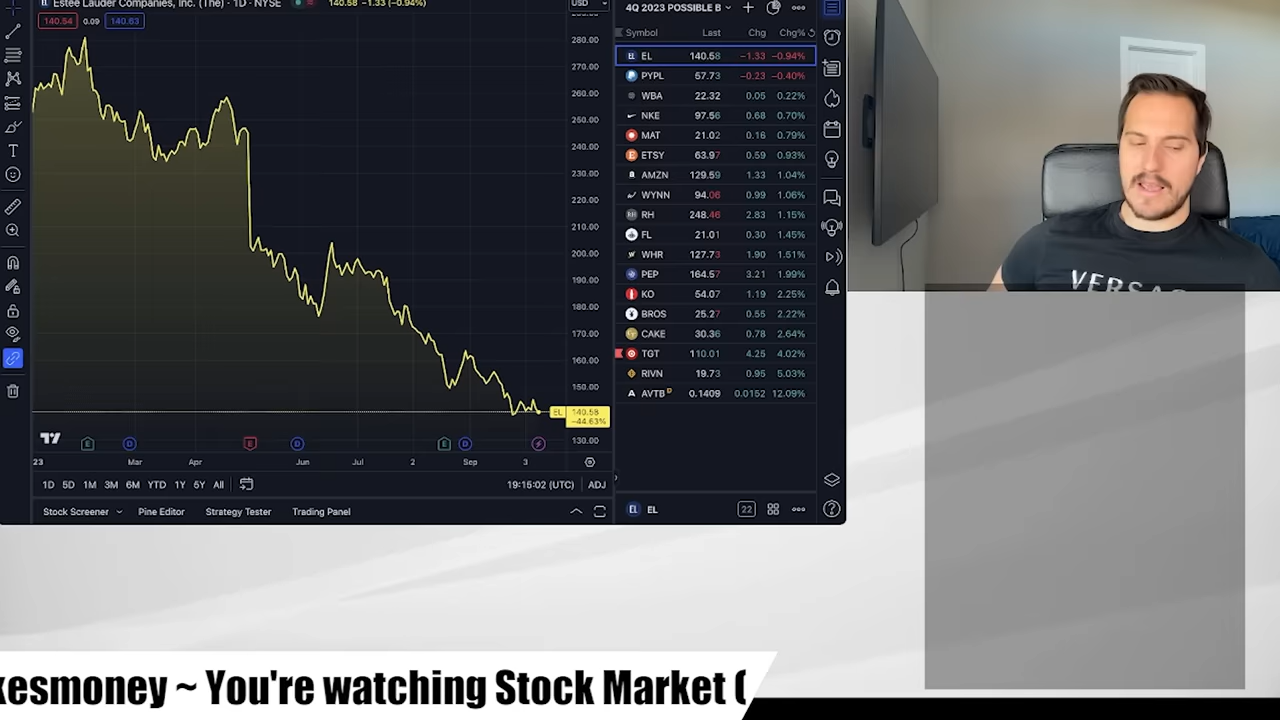 Estee Lauder Companies, Inc. (The) · 1D · NYSE 140.58 −1.33 (−0.94%)
USD
140.54 0.09 140.63
280.00
270.00
260.00
250.00
240.00
230.00
220.00
210.00
200.00
190.00
180.00
170.00
160.00
150.00
EL 140.58
−44.63%
130.00
E D E D E D
23 Mar Apr Jun Jul 2 Sep 3
1D 5D 1M 3M 6M YTD 1Y 5Y All 19:15:02 (UTC) ADJ
Stock Screener Pine Editor Strategy Tester Trading Panel
4Q 2023 POSSIBLE B
Symbol Last Chg Chg%
EL 140.58 −1.33 −0.94%
PYPL 57.73 −0.23 −0.40%
WBA 22.32 0.05 0.22%
NKE 97.56 0.68 0.70%
MAT 21.02 0.16 0.79%
ETSY 63.97 0.59 0.93%
AMZN 129.59 1.33 1.04%
WYNN 94.06 0.99 1.06%
RH 248.46 2.83 1.15%
FL 21.01 0.30 1.45%
WHR 127.73 1.90 1.51%
PEP 164.57 3.21 1.99%
KO 54.07 1.19 2.25%
BROS 25.27 0.55 2.22%
CAKE 30.36 0.78 2.64%
TGT 110.01 4.25 4.02%
RIVN 19.73 0.95 5.03%
AVTB D 0.1409 0.0152 12.09%
EL EL 22
VERSAC
kesmoney ~ You're watching Stock Market (